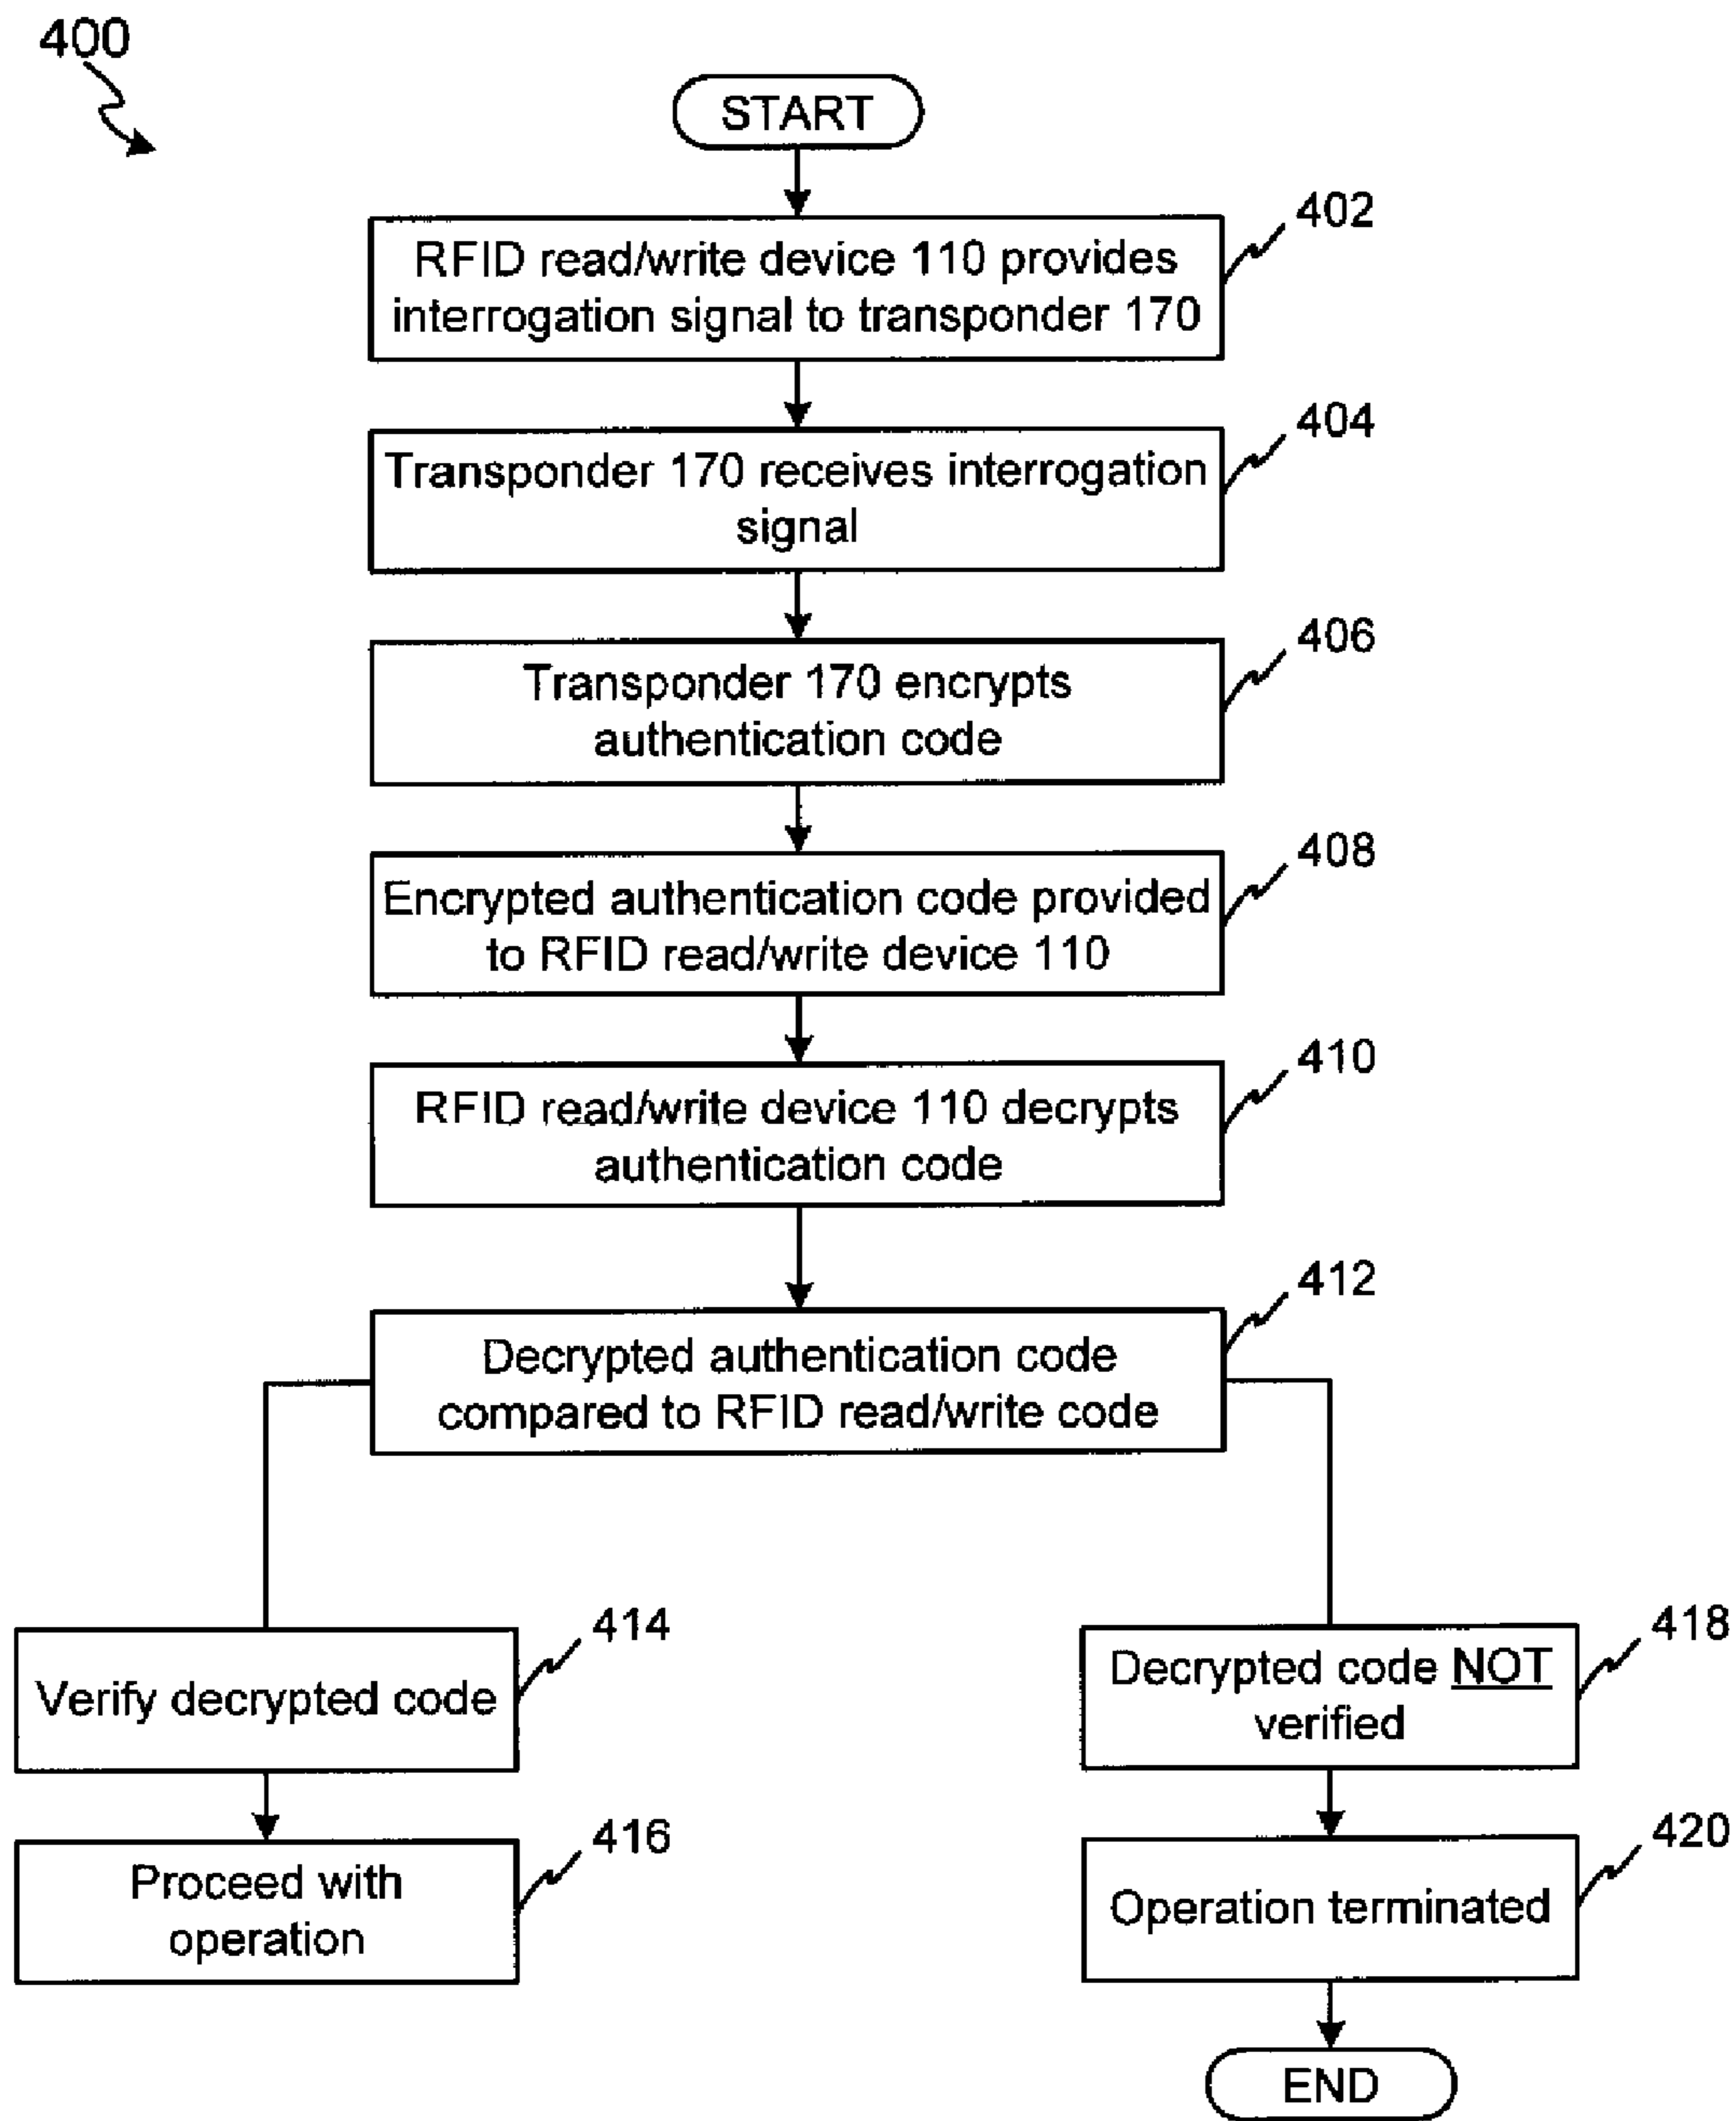 400
START
402
RFID read/write device 110 provides
interrogation signal to transponder 170
404
Transponder 170 receives interrogation
signal
406
Transponder 170 encrypts
authentication code
408
Encrypted authentication code provided
to RFID read/write device 110
410
RFID read/write device 110 decrypts
authentication code
412
Decrypted authentication code
compared to RFID read/write code
414
Verify decrypted code
416
Proceed with
operation
418
Decrypted code NOT
verified
420
Operation terminated
END